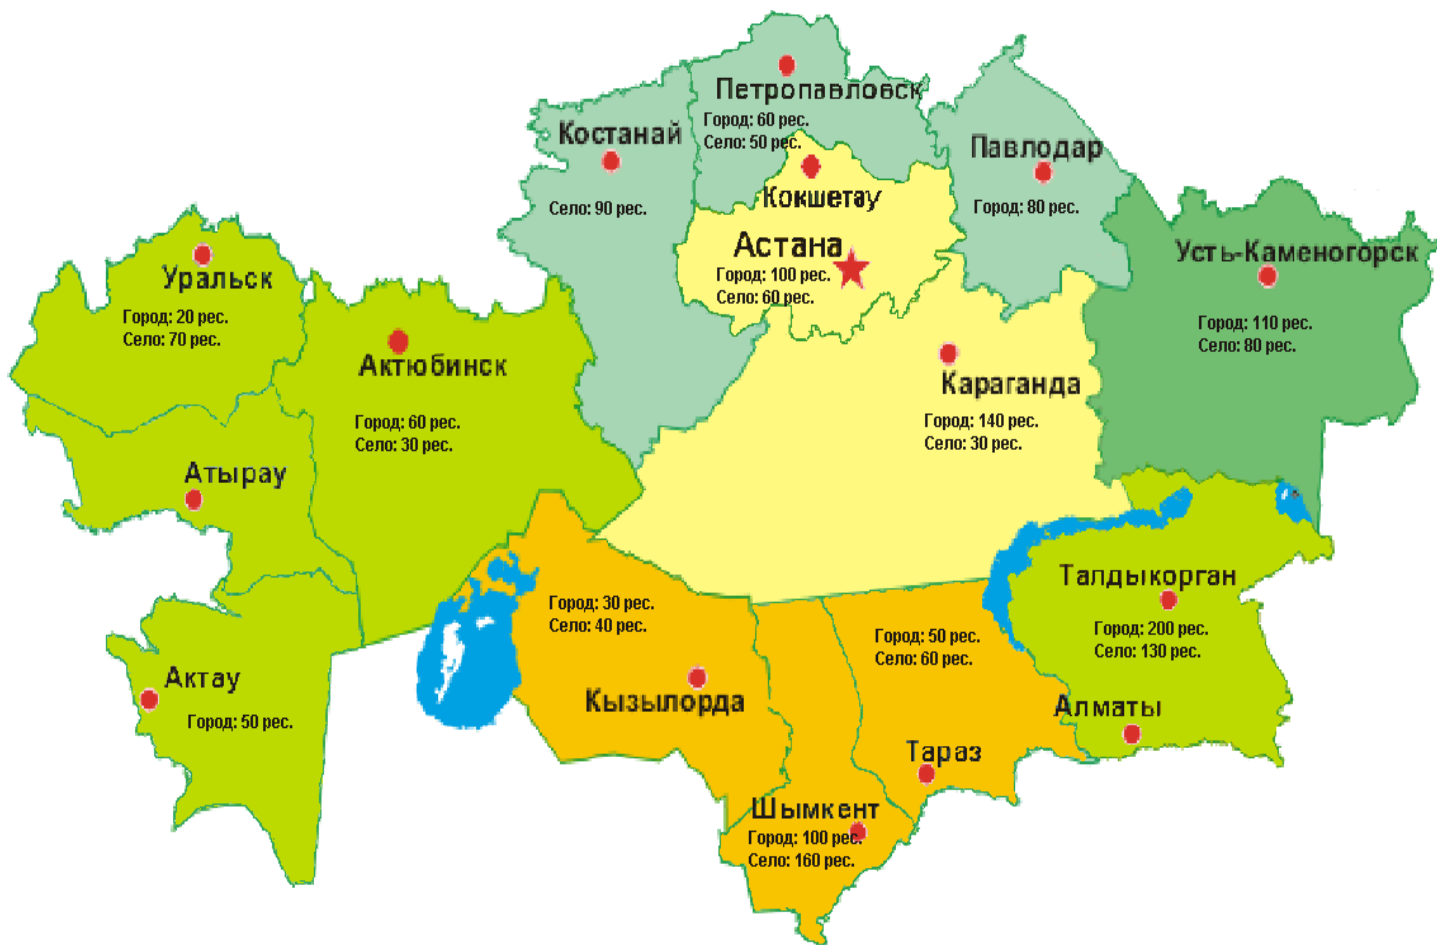 Петропавловск
Город: 60 рес.
Село: 50 рес.
Костанай
Село: 90 рес.
Павлодар
Город: 80 рес.
Кокшетау
Астана
Город: 100 рес.
Село: 60 рес.
Усть-Каменогорск
Город: 110 рес.
Село: 80 рес.
Уральск
Город: 20 рес.
Село: 70 рес.
Актюбинск
Город: 60 рес.
Село: 30 рес.
Караганда
Город: 140 рес.
Село: 30 рес.
Атырау
Талдыкорган
Город: 200 рес.
Село: 130 рес.
Алматы
Город: 30 рес.
Село: 40 рес.
Кызылорда
Город: 50 рес.
Село: 60 рес.
Тараз
Актау
Город: 50 рес.
Шымкент
Город: 100 рес.
Село: 160 рес.